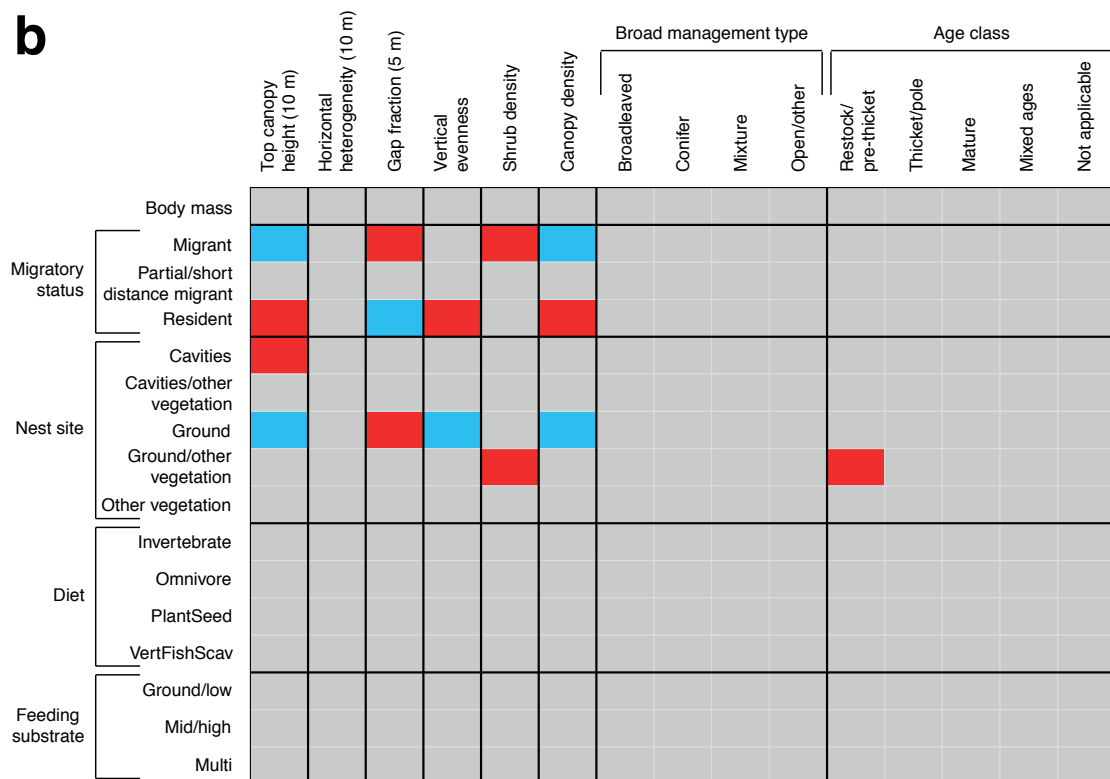 b
Broad management type
Age class
Top canopy
height (10 m)
Horizontal
heterogeneity (10 m)
Gap fraction (5 m)
Vertical
evenness
Shrub density
Canopy density
Broadleaved
Conifer
Mixture
Open/other
Restock/
pre-thicket
Thicket/pole
Mature
Mixed ages
Not applicable
Body mass
Migratory
status
Migrant
Partial/short
distance migrant
Resident
Nest site
Cavities
Cavities/other
vegetation
Ground
Ground/other
vegetation
Other vegetation
Diet
Invertebrate
Omnivore
PlantSeed
VertFishScav
Feeding
substrate
Ground/low
Mid/high
Multi